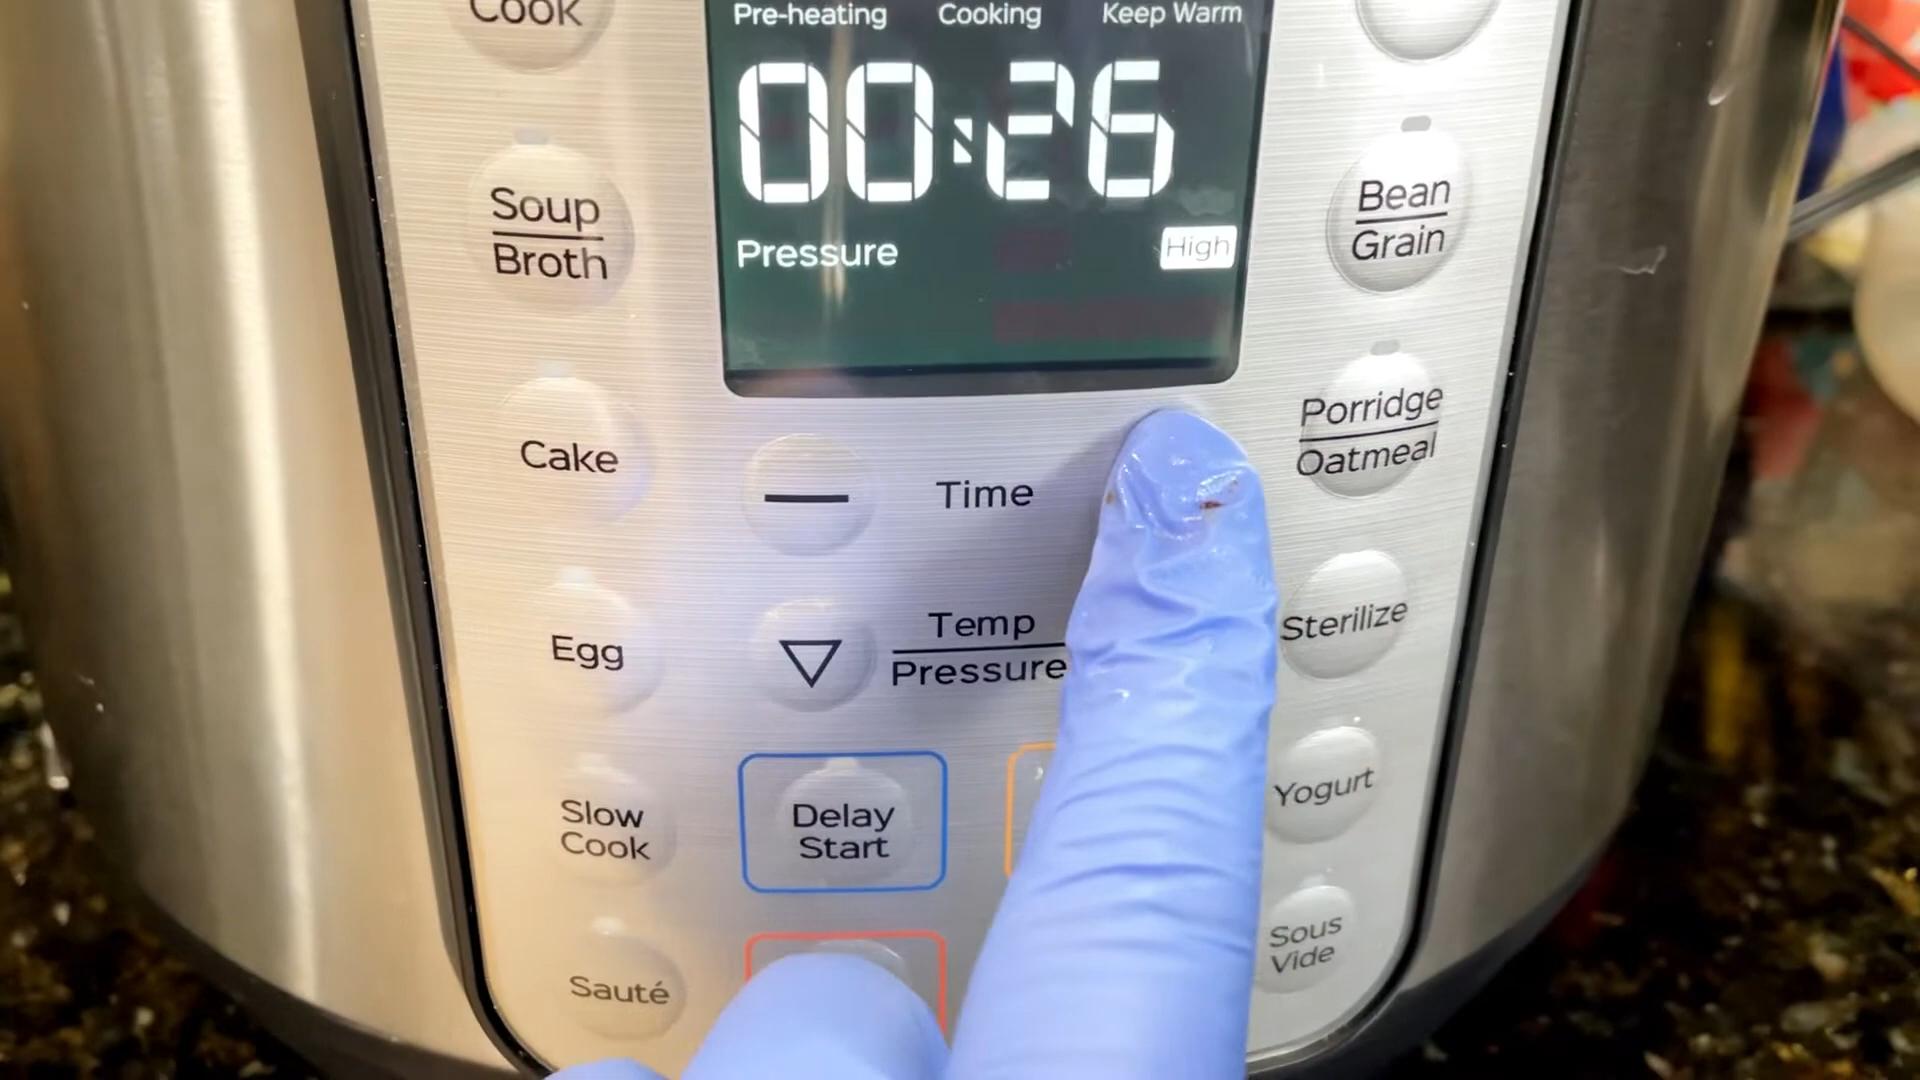 Cook
Pre-heating Cooking Keep Warm
00:26
Pressure High
Soup
Broth
Bean
Grain
Cake
Time
Porridge
Oatmeal
Egg
Temp
Pressure
Sterilize
Slow
Cook
Delay
Start
Yogurt
Sauté
Sous
Vide